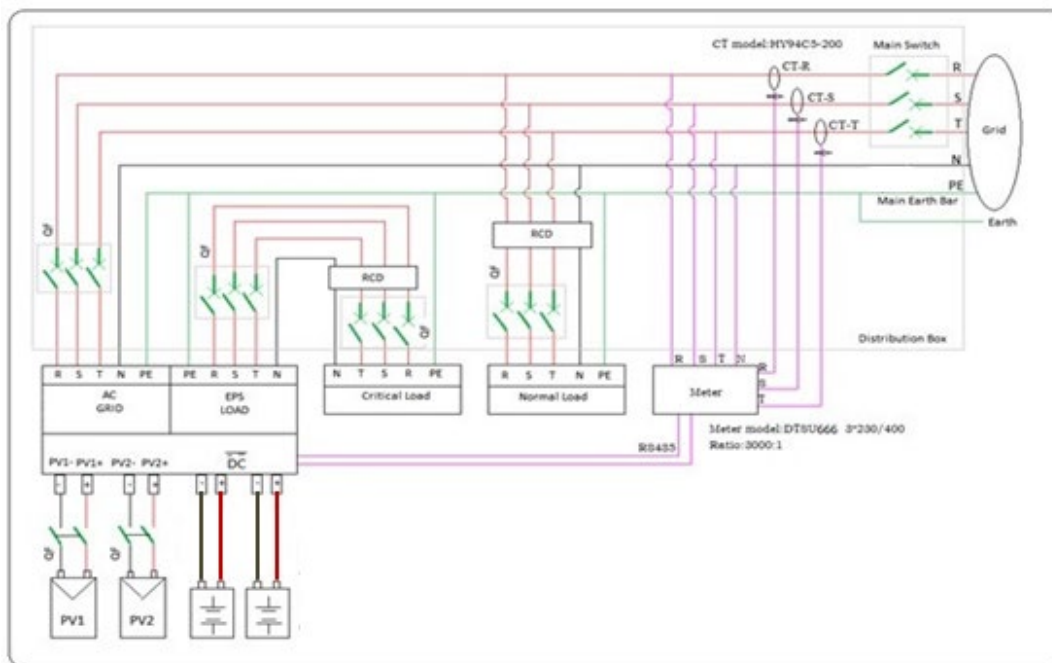 CT model:HY94C5-200
Main Switch
CT-R
R
CT-S
S
CT-T
T
Grid
N
PE
Main Earth Bar
Earth
QF
QF
RCD
RCD
QF
QF
Distribution Box
R S T N
R
S
T
R S T N PE
PE R S T N
N T S R PE
R S T N PE
AC
GRID
EPS
LOAD
Critical Load
Normal Load
Meter
Meter model:DTSU666 3*230/400
Ratio:3000:1
RS485
PV1- PV1+ PV2- PV2+
DC
- + - + - + - +
QF
QF
PV1
PV2